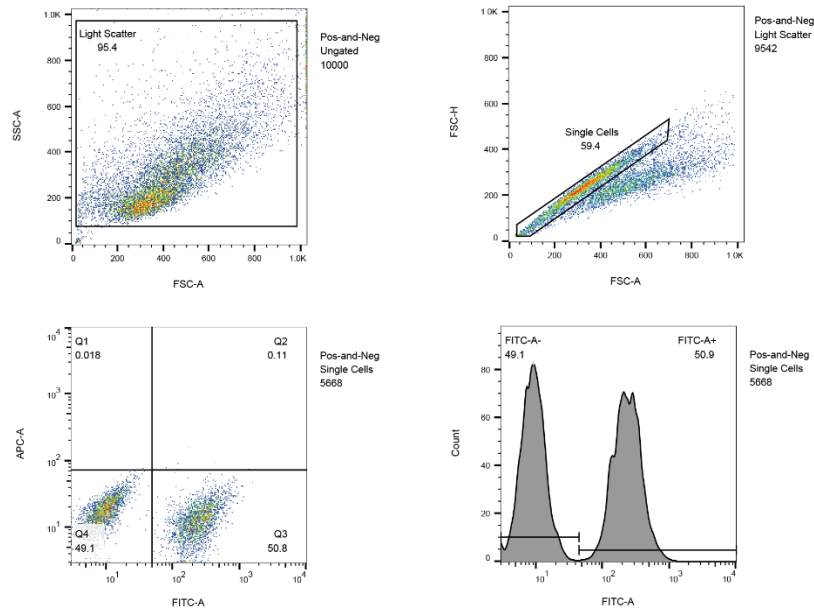 1.0K
800
600
400
200
0
SSC-A
Light Scatter
95.4
0
200
400
600
800
1.0K
FSC-A
Pos-and-Neg
Ungated
10000
1.0K
800
600
400
200
0
FSC-H
Single Cells
59.4
0
200
400
600
800
1.0K
FSC-A
Pos-and-Neg
Light Scatter
9542
10^4
10^3
10^2
10^1
APC-A
Q1
0.018
Q2
0.11
Q4
49.1
Q3
50.8
10^1
10^2
10^3
10^4
FITC-A
Pos-and-Neg
Single Cells
5668
80
60
40
20
0
Count
FITC-A-
49.1
FITC-A+
50.9
10^1
10^2
10^3
10^4
FITC-A
Pos-and-Neg
Single Cells
5668